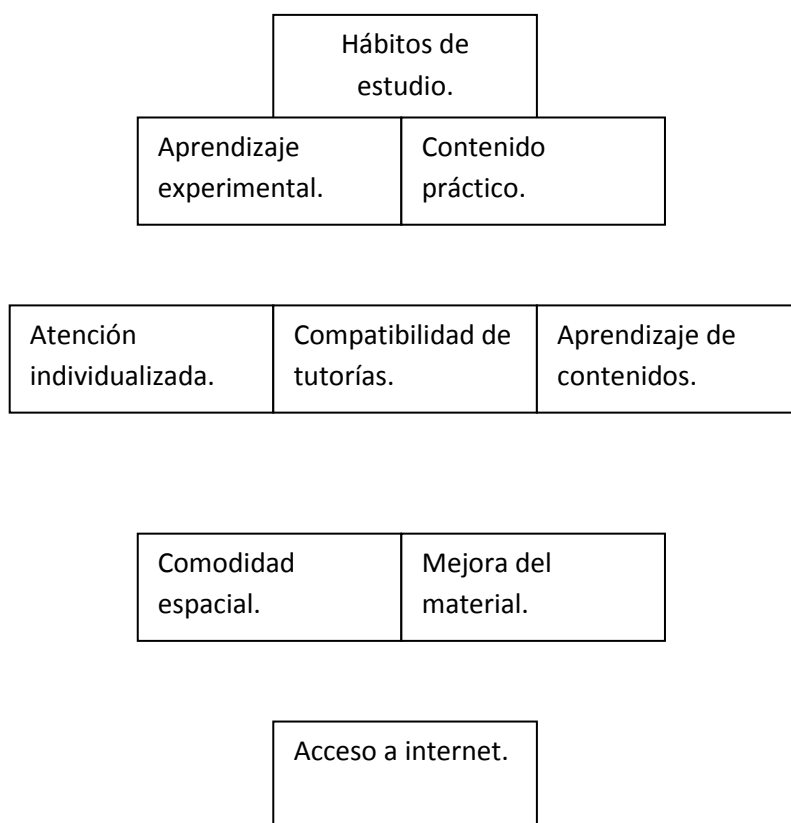 Hábitos de
estudio.
Aprendizaje
experimental.
Contenido
práctico.
Atención
individualizada.
Compatibilidad de
tutorías.
Aprendizaje de
contenidos.
Comodidad
espacial.
Mejora del
material.
Acceso a internet.